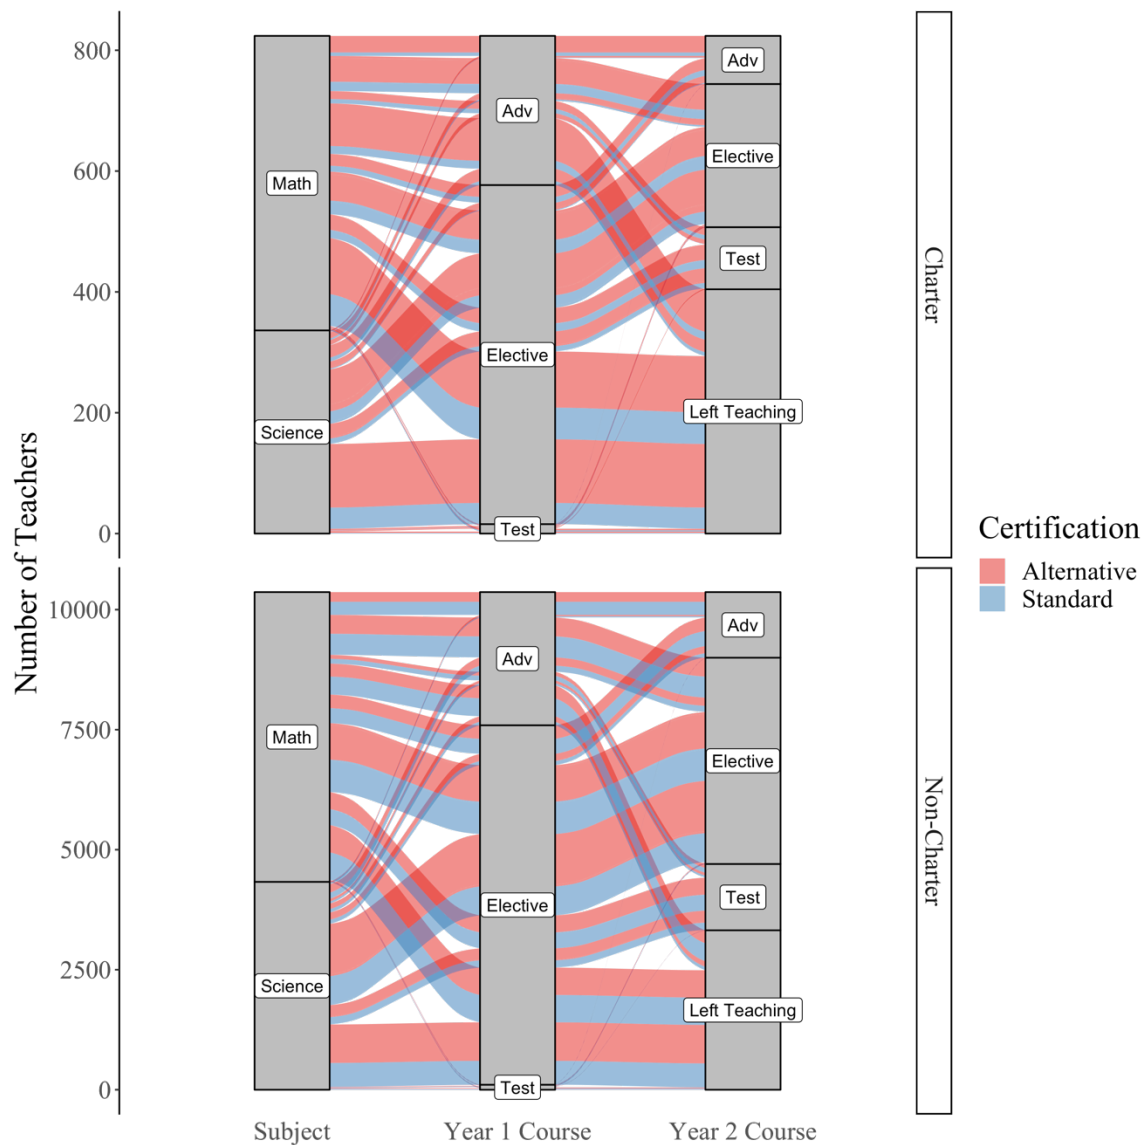 Number of Teachers
800
600
400
200
0
Math
Science
Adv
Elective
Test
Adv
Elective
Test
Left Teaching
Charter
10000
7500
5000
2500
0
Math
Science
Adv
Elective
Test
Adv
Elective
Test
Left Teaching
Non-Charter
Subject
Year 1 Course
Year 2 Course
Certification
Alternative
Standard